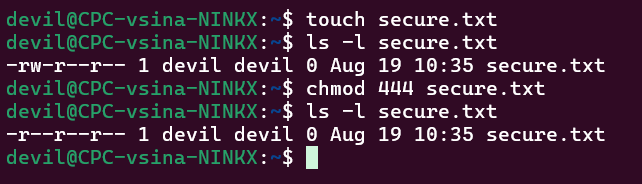 devil@CPC-vsina-NINKX:~$ touch secure.txt
devil@CPC-vsina-NINKX:~$ ls -l secure.txt
-rw-r--r-- 1 devil devil 0 Aug 19 10:35 secure.txt
devil@CPC-vsina-NINKX:~$ chmod 444 secure.txt
devil@CPC-vsina-NINKX:~$ ls -l secure.txt
-r--r--r-- 1 devil devil 0 Aug 19 10:35 secure.txt
devil@CPC-vsina-NINKX:~$